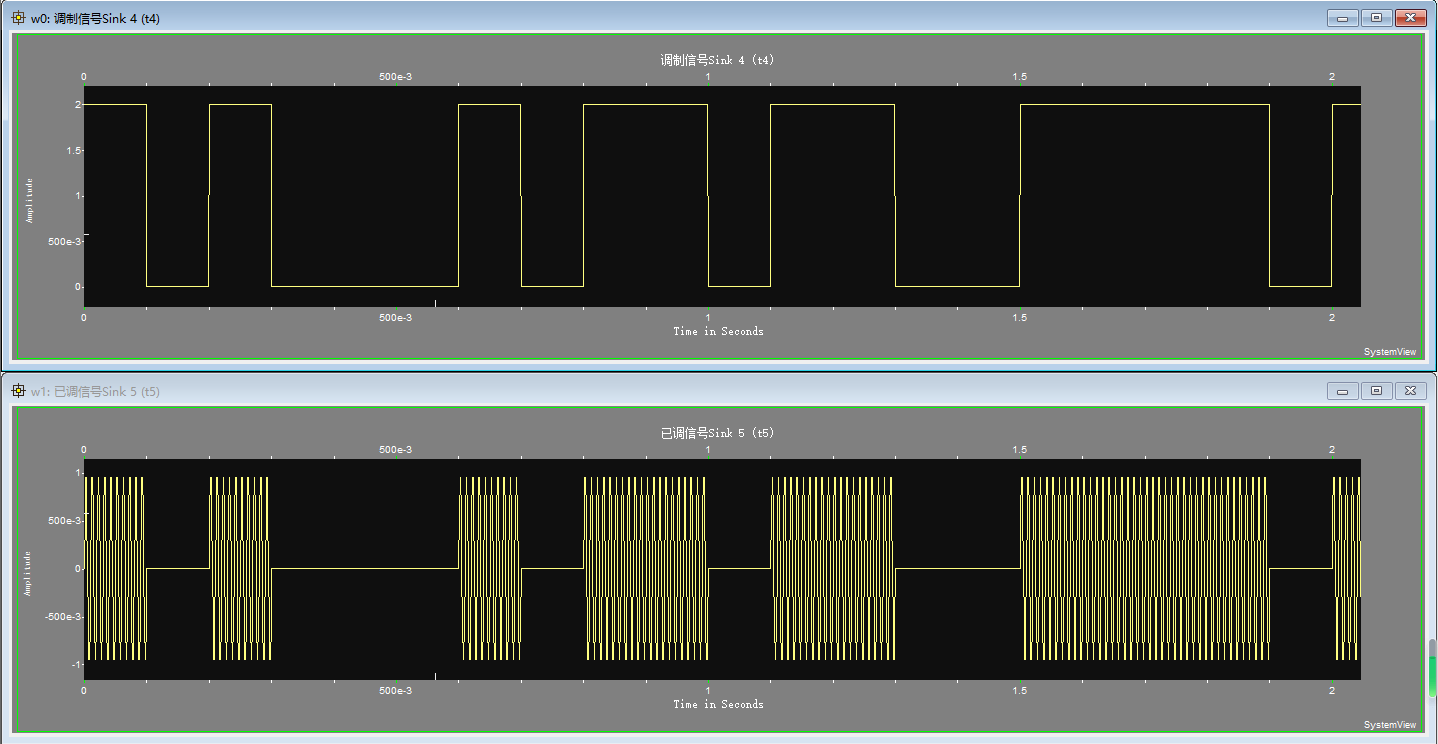 w0: 调制信号Sink 4 (t4)
调制信号Sink 4 (t4)
0 500e-3 1 1.5 2
2
1.5
1
500e-3
0
Amplitude
0 500e-3 1 1.5 2
Time in Seconds
SystemView
w1: 已调信号Sink 5 (t5)
已调信号Sink 5 (t5)
0 500e-3 1 1.5 2
1
500e-3
0
-500e-3
-1
Amplitude
0 500e-3 1 1.5 2
Time in Seconds
SystemView